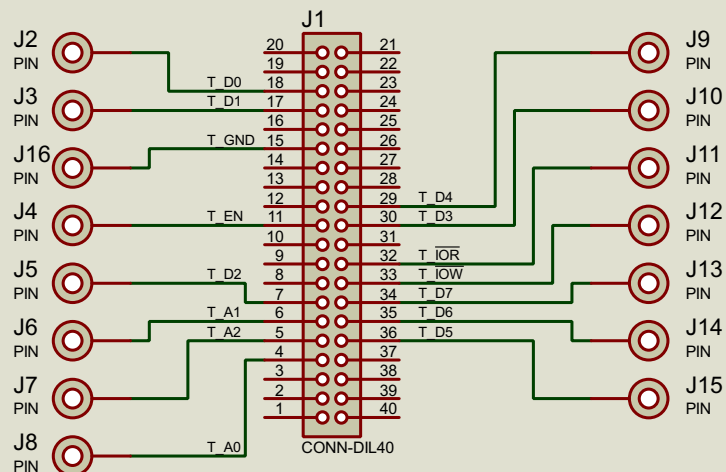 J1
J2
PIN
J3
PIN
J16
PIN
J4
PIN
J5
PIN
J6
PIN
J7
PIN
J8
PIN
T_D0
T_D1
T_GND
T_EN
T_D2
T_A1
T_A2
T_A0
20
19
18
17
16
15
14
13
12
11
10
9
8
7
6
5
4
3
2
1
21
22
23
24
25
26
27
28
29
30
31
32
33
34
35
36
37
38
39
40
CONN-DIL40
T_D4
T_D3
T_IOR
T_IOW
T_D7
T_D6
T_D5
J9
PIN
J10
PIN
J11
PIN
J12
PIN
J13
PIN
J14
PIN
J15
PIN